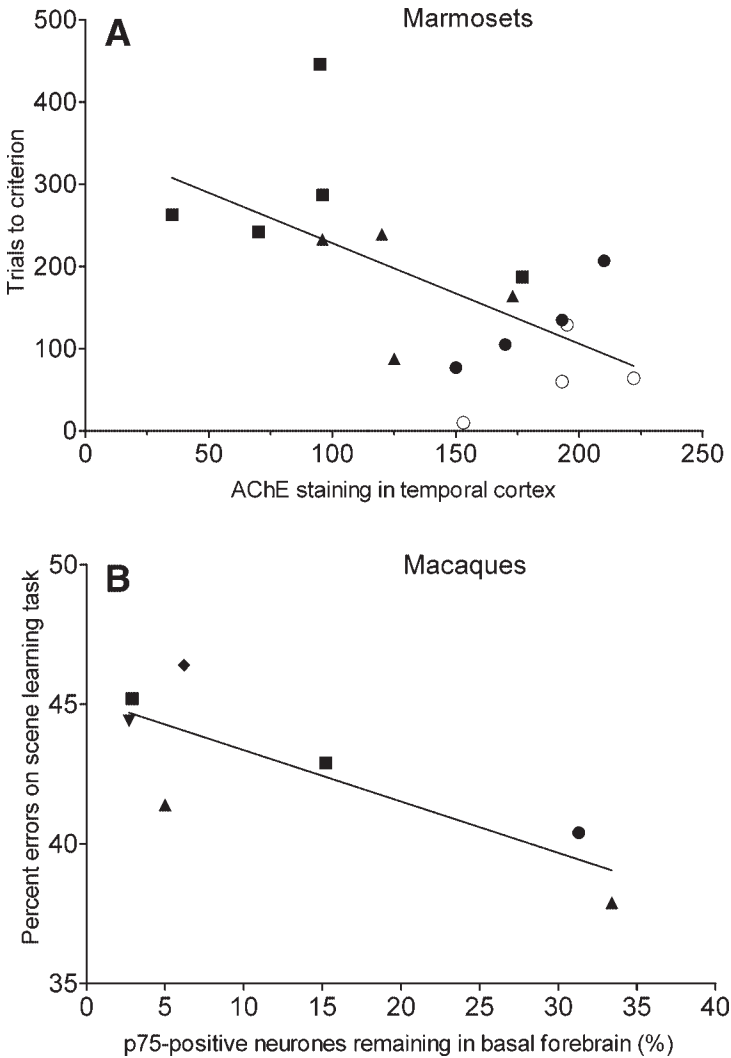 A
Marmosets
Trials to criterion
500
400
300
200
100
0
0 50 100 150 200 250
AChE staining in temporal cortex
B
Macaques
Percent errors on scene learning task
50
45
40
35
0 5 10 15 20 25 30 35 40
p75-positive neurones remaining in basal forebrain (%)